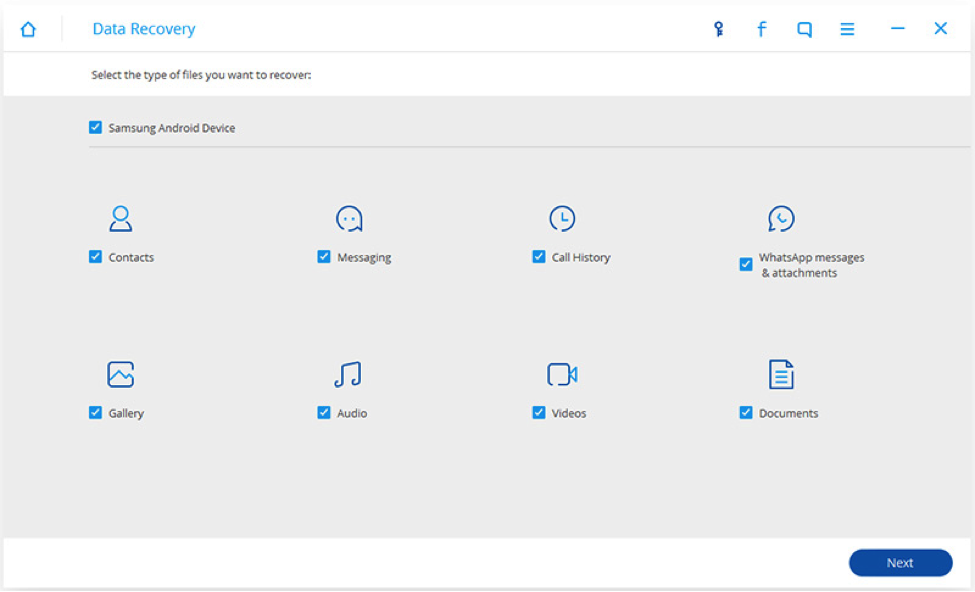 Data Recovery
Select the type of files you want to recover:
Samsung Android Device
Contacts
Messaging
Call History
WhatsApp messages
& attachments
Gallery
Audio
Videos
Documents
Next